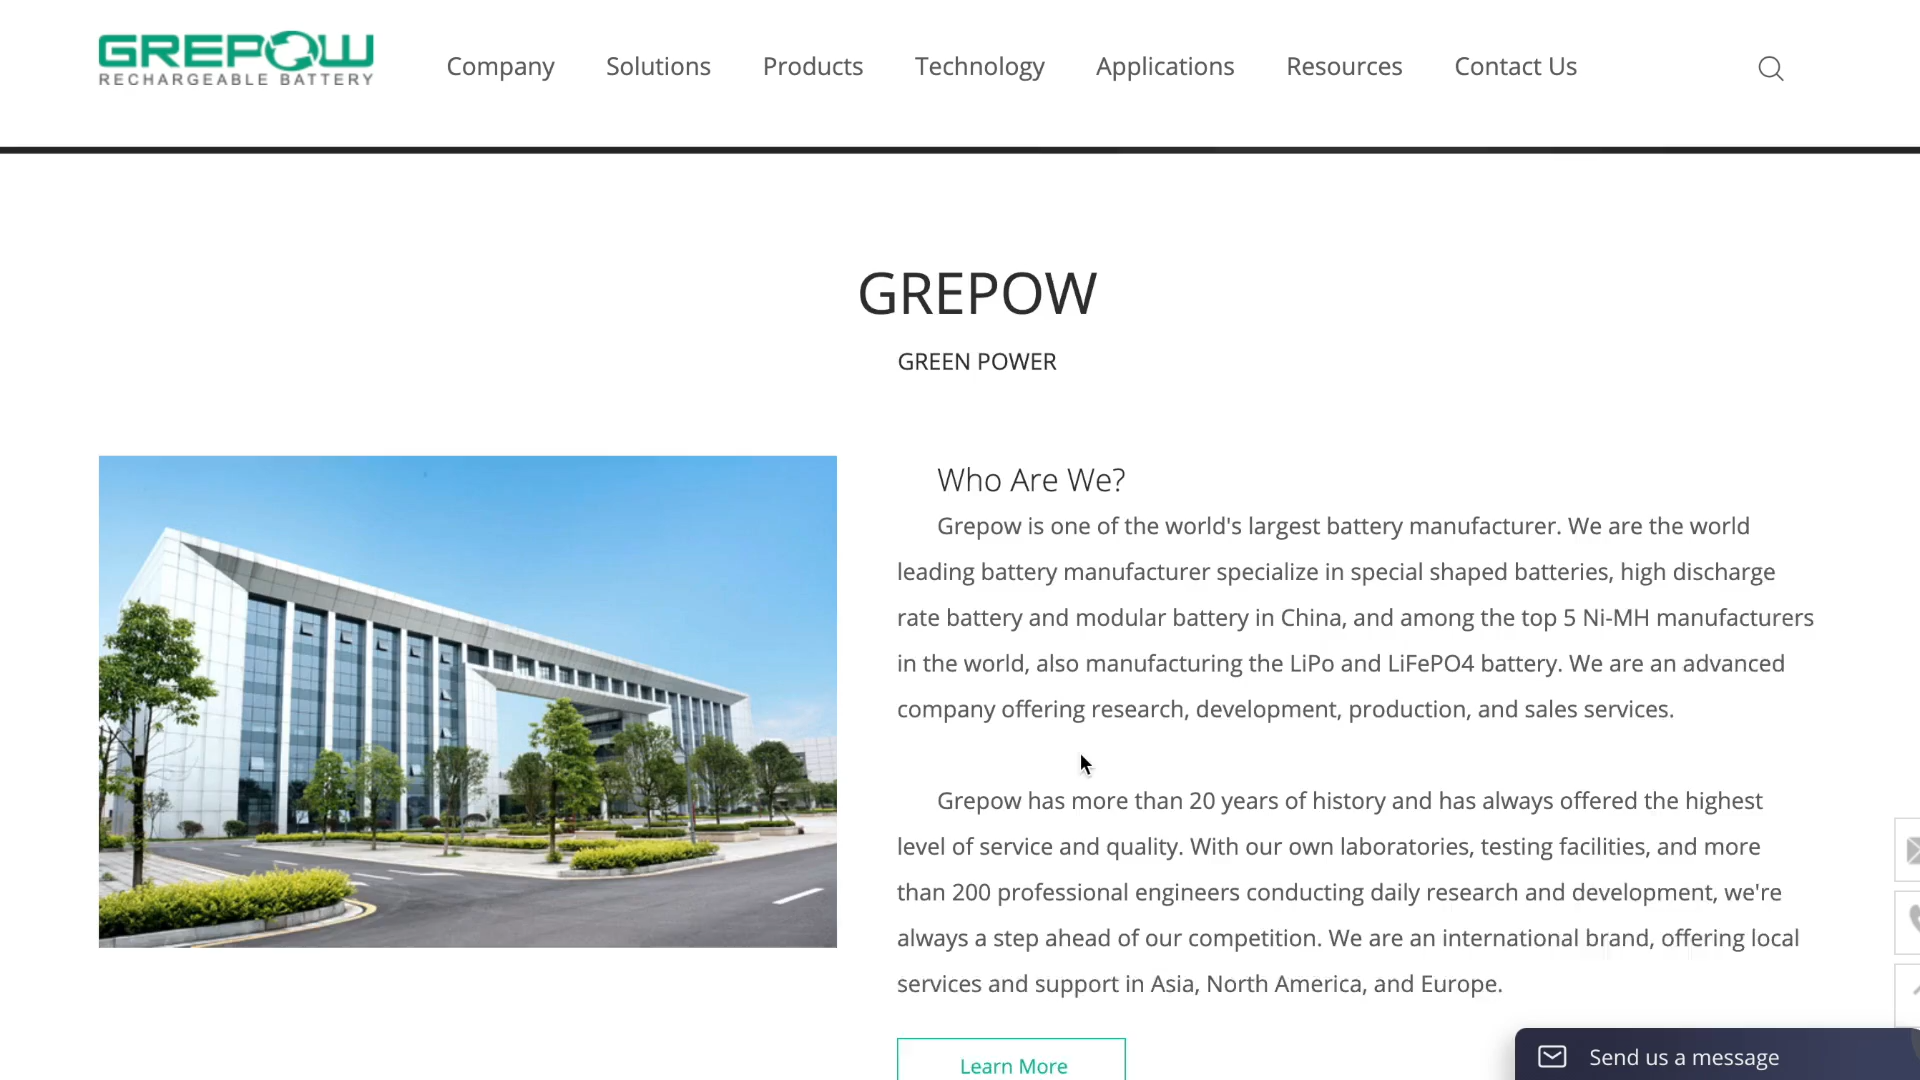 GREPOW
RECHARGEABLE BATTERY
Company
Solutions
Products
Technology
Applications
Resources
Contact Us
GREPOW
GREEN POWER
Who Are We?
Grepow is one of the world's largest battery manufacturer. We are the world
leading battery manufacturer specialize in special shaped batteries, high discharge
rate battery and modular battery in China, and among the top 5 Ni-MH manufacturers
in the world, also manufacturing the LiPo and LiFePO4 battery. We are an advanced
company offering research, development, production, and sales services.
Grepow has more than 20 years of history and has always offered the highest
level of service and quality. With our own laboratories, testing facilities, and more
than 200 professional engineers conducting daily research and development, we're
always a step ahead of our competition. We are an international brand, offering local
services and support in Asia, North America, and Europe.
Learn More
Send us a message